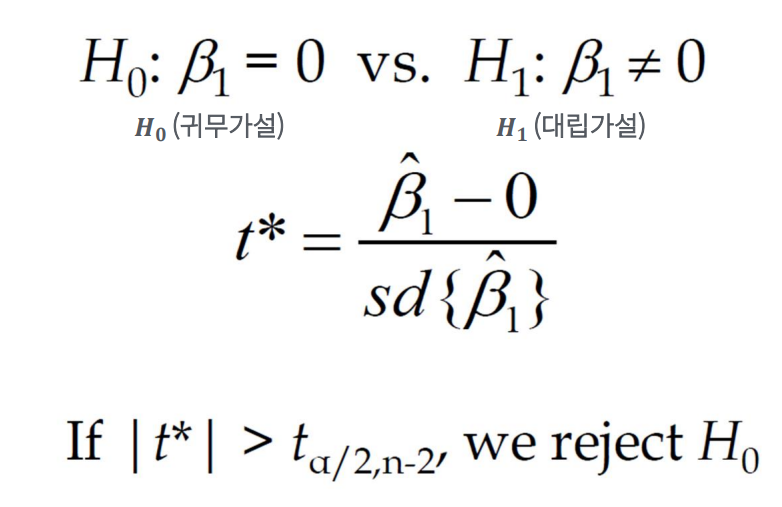 H₀: β₁ = 0 vs. H₁: β₁ ≠ 0
H₀ (귀무가설) H₁ (대립가설)
t* = (β̂₁ − 0) / sd{β̂₁}
If |t*| > t_α/2,n-2, we reject H₀